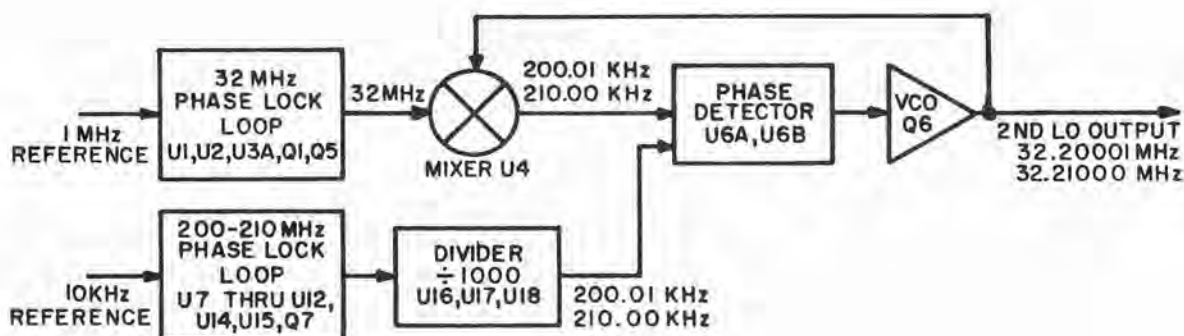 1 MHz
REFERENCE
32 MHz
PHASE LOCK
LOOP
U1,U2,U3A,Q1,Q5
32MHz
MIXER U4
200.01 KHz
210.00 KHz
PHASE
DETECTOR
U6A,U6B
VCO
Q6
2ND LO OUTPUT
32.20001 MHz
32.21000 MHz
10KHz
REFERENCE
200-210 MHz
PHASE LOCK
LOOP
U7 THRU U12,
U14,U15,Q7
DIVIDER
÷1000
U16,U17,U18
200.01 KHz
210.00 KHz